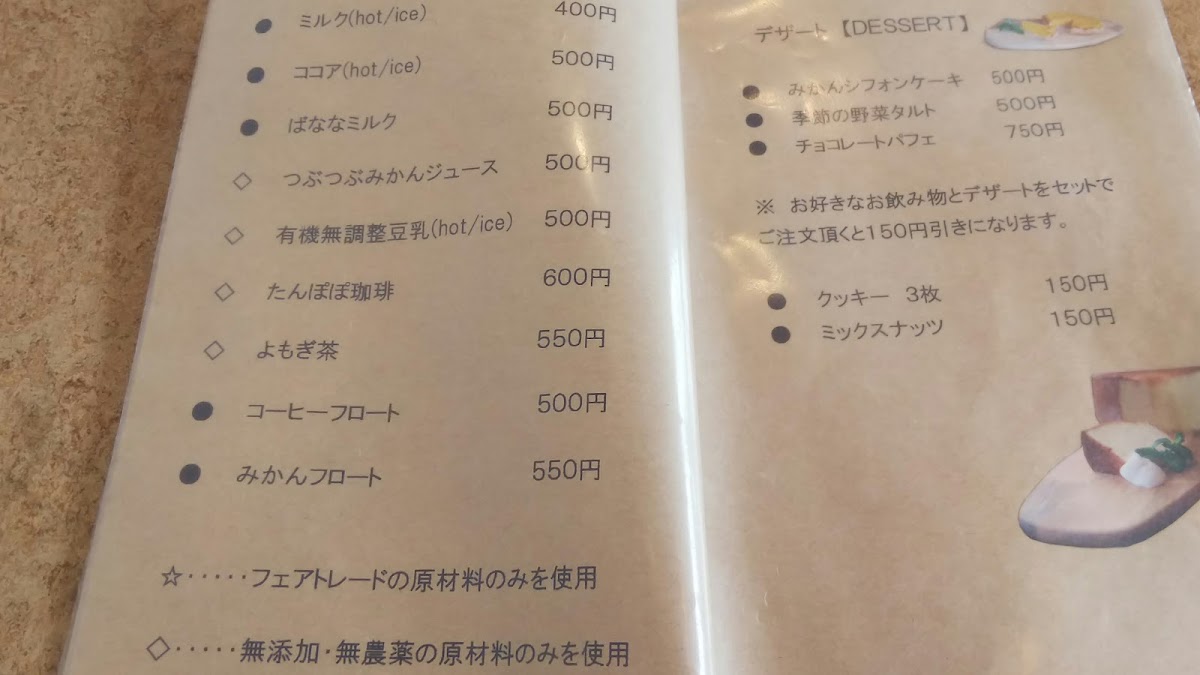 ● ミルク(hot/ice) 400円
● ココア(hot/ice) 500円
● ばななミルク 500円
◇ つぶつぶみかんジュース 500円
◇ 有機無調整豆乳(hot/ice) 500円
◇ たんぽぽ珈琲 600円
◇ よもぎ茶 550円
● コーヒーフロート 500円
● みかんフロート 550円
☆・・・・・フェアトレードの原材料のみを使用
◇・・・・・無添加・無農薬の原材料のみを使用
デザート【DESSERT】
● みかんシフォンケーキ 500円
● 季節の野菜タルト 500円
● チョコレートパフェ 750円
※ お好きなお飲み物とデザートをセットで
ご注文頂くと150円引きになります。
● クッキー 3枚 150円
● ミックスナッツ 150円